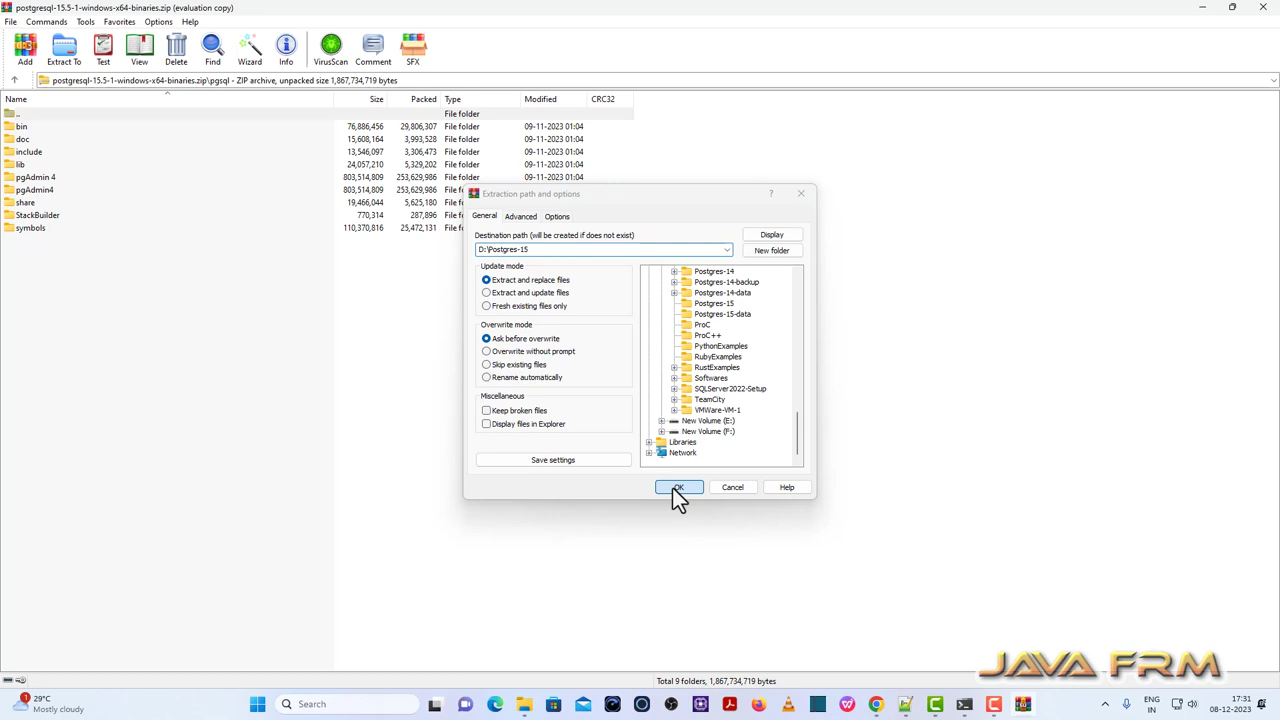 postgresql-15.5-1-windows-x64-binaries.zip (evaluation copy)
File Commands Tools Favorites Options Help
Add Extract To Test View Delete Find Wizard Info VirusScan Comment SFX
postgresql-15.5-1-windows-x64-binaries.zip\pgsql - ZIP archive, unpacked size 1,867,734,719 bytes
Name Size Packed Type Modified CRC32
.. File folder
bin 76,886,456 29,806,307 File folder 09-11-2023 01:04
doc 15,608,164 3,993,528 File folder 09-11-2023 01:04
include 13,546,097 3,306,473 File folder 09-11-2023 01:04
lib 24,057,210 5,329,202 File folder 09-11-2023 01:04
pgAdmin 4 803,514,809 253,629,986 File folder 09-11-2023 01:04
pgAdmin4 803,514,809 253,629,986 F
share 19,466,044 5,625,180 F
StackBuilder 770,314 287,896 F
symbols 110,370,816 25,472,131 F
Extraction path and options
?
General Advanced Options
Destination path (will be created if does not exist)
Display
D:\Postgres-15
New folder
Update mode
Extract and replace files
Extract and update files
Fresh existing files only
Overwrite mode
Ask before overwrite
Overwrite without prompt
Skip existing files
Rename automatically
Miscellaneous
Keep broken files
Display files in Explorer
Save settings
Postgres-14
Postgres-14-backup
Postgres-14-data
Postgres-15
Postgres-15-data
ProC
ProC++
PythonExamples
RubyExamples
RustExamples
Softwares
SQLServer2022-Setup
TeamCity
VMWare-VM-1
New Volume (E:)
New Volume (F:)
Libraries
Network
OK Cancel Help
JAVA FRM
Total 9 folders, 1,867,734,719 bytes
1
29°C
Mostly cloudy
Search
ENG
IN
17:31
08-12-2023